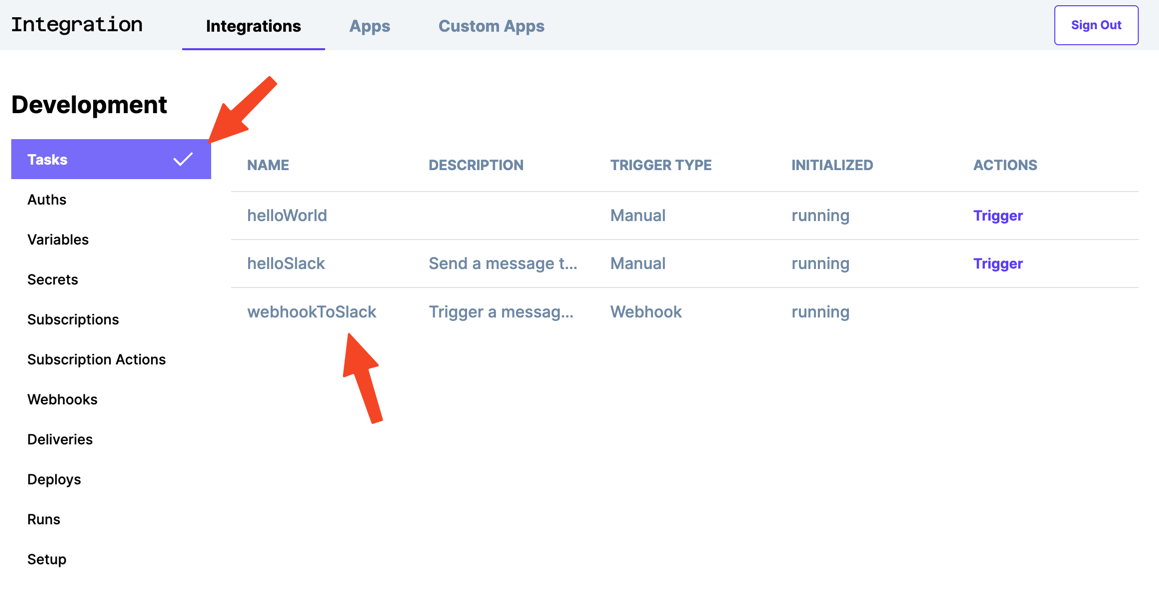 Integration Integrations Apps Custom Apps Sign Out
Development
Tasks
Auths
Variables
Secrets
Subscriptions
Subscription Actions
Webhooks
Deliveries
Deploys
Runs
Setup
NAME DESCRIPTION TRIGGER TYPE INITIALIZED ACTIONS
helloWorld Manual running Trigger
helloSlack Send a message t... Manual running Trigger
webhookToSlack Trigger a messag... Webhook running